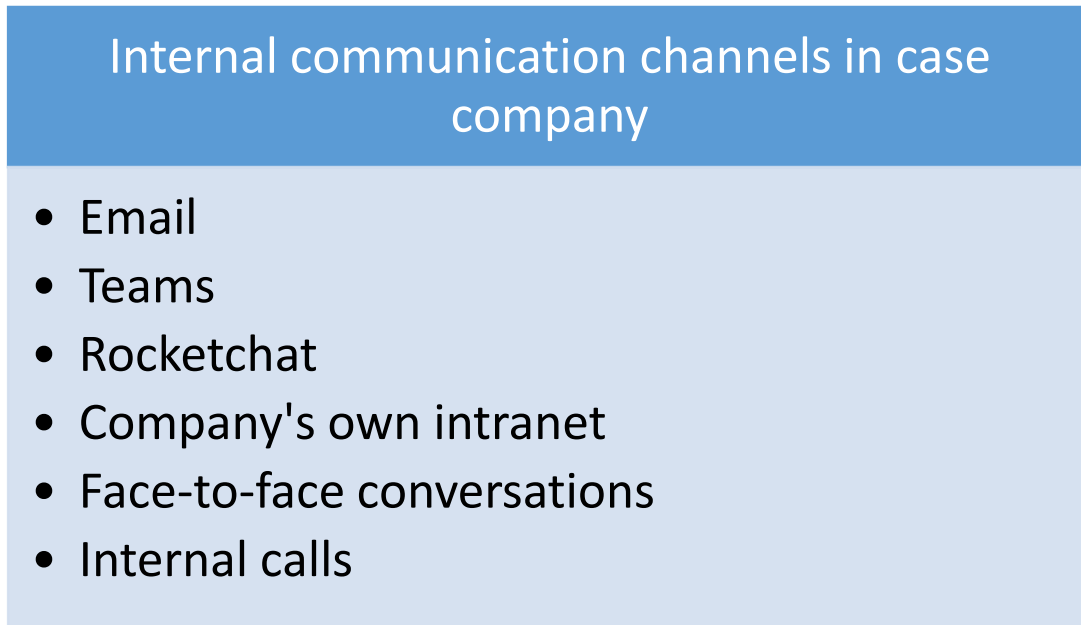 Internal communication channels in case
company
• Email
• Teams
• Rocketchat
• Company's own intranet
• Face-to-face conversations
• Internal calls